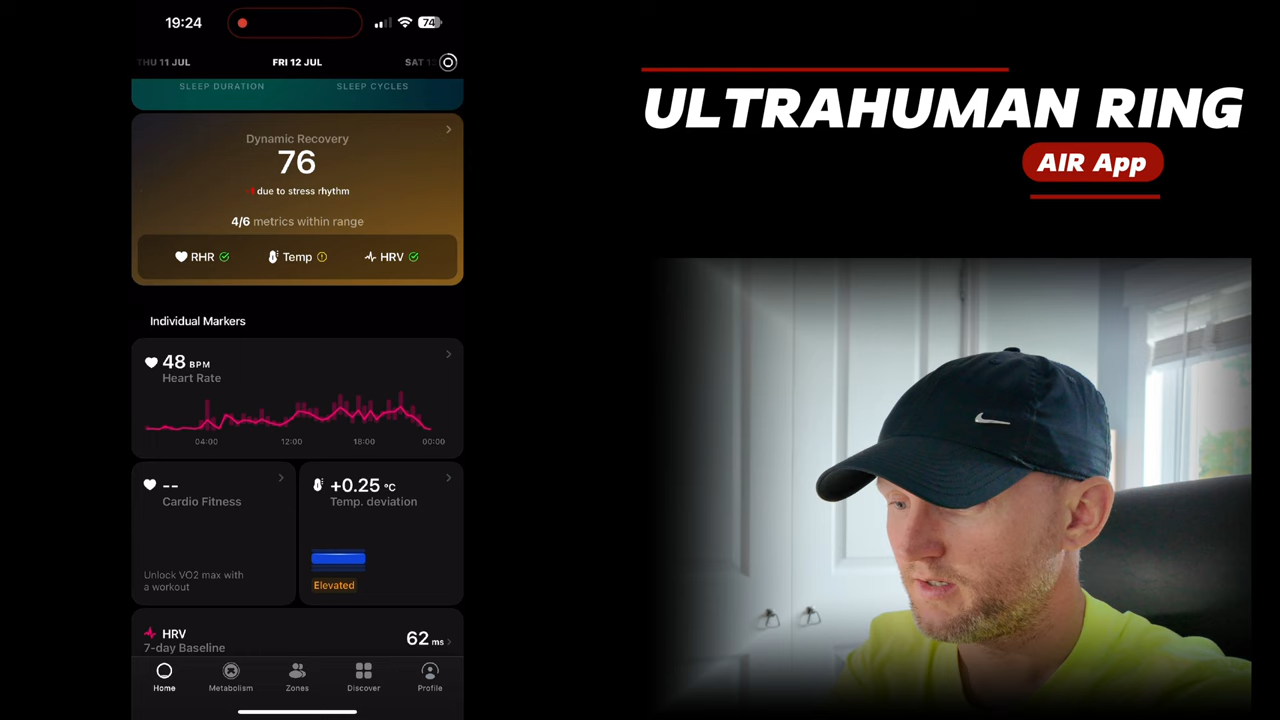 19:24
74
THU 11 JUL
FRI 12 JUL
SAT 1
SLEEP DURATION
SLEEP CYCLES
Dynamic Recovery
76
due to stress rhythm
4/6 metrics within range
RHR
Temp
HRV
Individual Markers
48 BPM
Heart Rate
04:00
12:00
18:00
00:00
--
Cardio Fitness
Unlock VO2 max with
a workout
+0.25 °C
Temp. deviation
Elevated
HRV
7-day Baseline
62 ms
Home
Metabolism
Zones
Discover
Profile
ULTRAHUMAN RING
AIR App